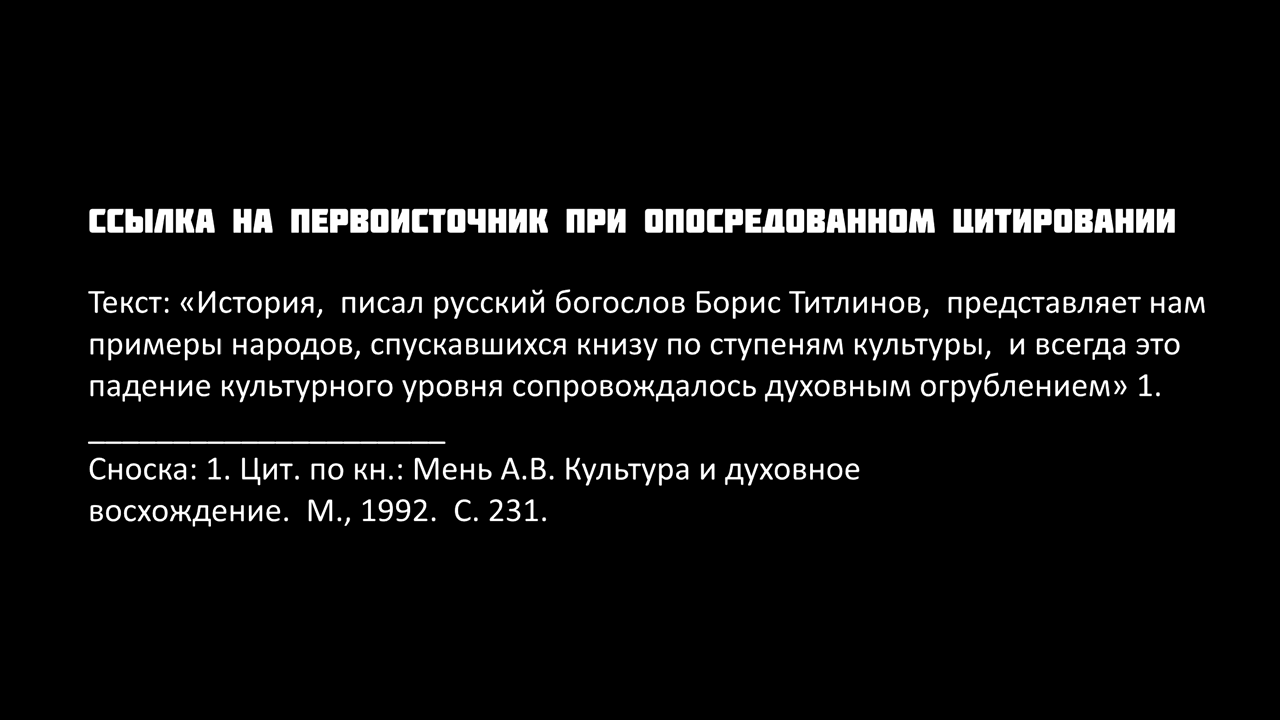 ССЫЛКА НА ПЕРВОИСТОЧНИК ПРИ ОПОСРЕДОВАННОМ ЦИТИРОВАНИИ
Текст: «История,  писал русский богослов Борис Титлинов,  представляет нам
примеры народов, спускавшихся книзу по ступеням культуры,  и всегда это
падение культурного уровня сопровождалось духовным огрублением» 1.
______________________
Сноска: 1. Цит. по кн.: Мень А.В. Культура и духовное
восхождение.  М., 1992.  С. 231.